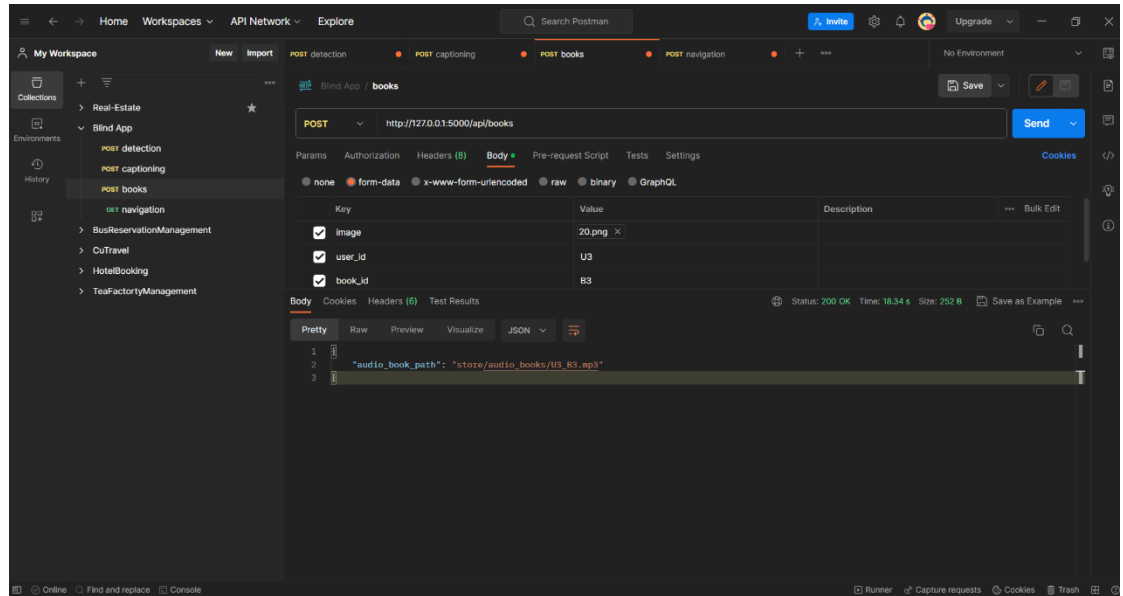 Home Workspaces API Network Explore Search Postman Invite Upgrade
My Workspace New Import POST detection POST captioning POST books POST navigation No Environment
Collections
Environments
History
Real-Estate
Blind App
POST detection
POST captioning
POST books
GET navigation
BusReservationManagement
CuTravel
HotelBooking
TeaFactortyManagement
HTTP Blind App / books Save
POST http://127.0.0.1:5000/api/books Send
Params Authorization Headers (8) Body Pre-request Script Tests Settings Cookies
none form-data x-www-form-urlencoded raw binary GraphQL
Key Value Description Bulk Edit
image 20.png
user_id U3
book_id B3
Body Cookies Headers (6) Test Results Status: 200 OK Time: 18.34 s Size: 252 B Save as Example
Pretty Raw Preview Visualize JSON
1 {
2 "audio_book_path": "store/audio_books/U3_B3.mp3"
3 }
Online Find and replace Console Runner Capture requests Cookies Trash